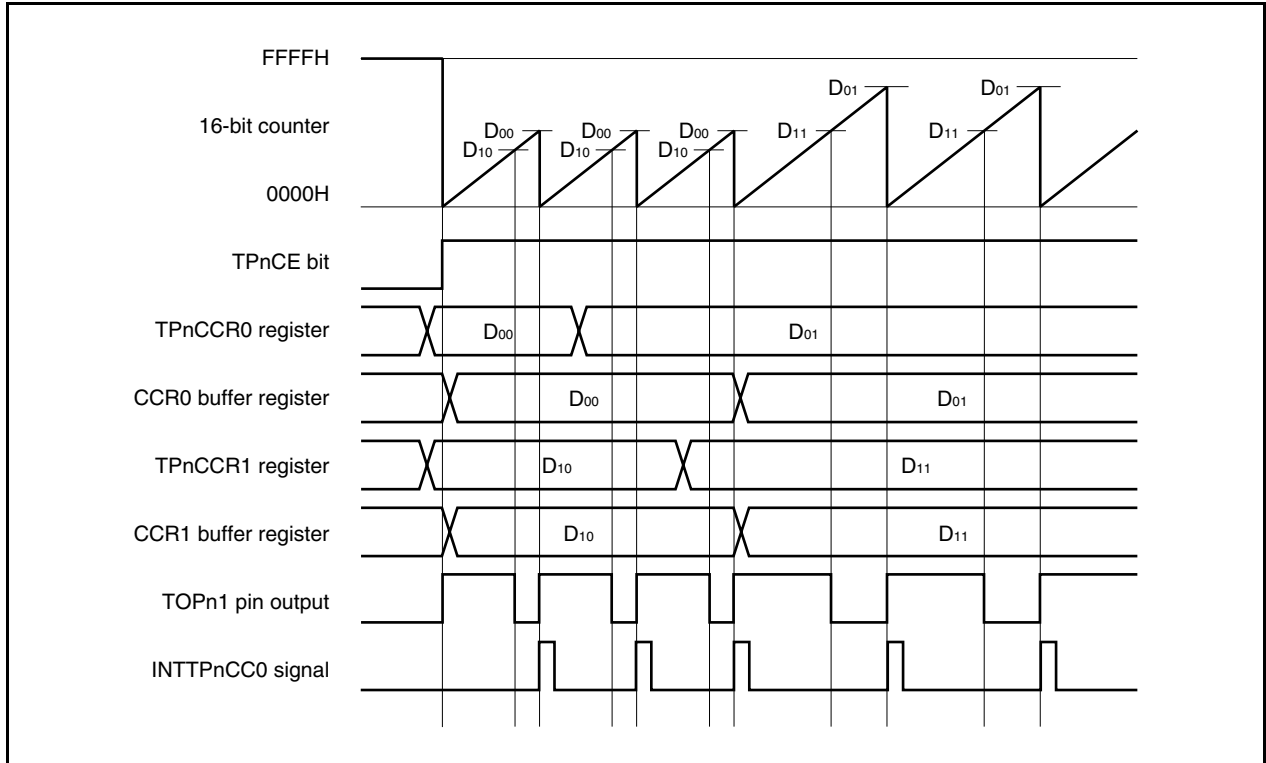 FFFFH
D01 D01
16-bit counter D00 D00 D00 D11 D11
D10 D10 D10
0000H
TPnCE bit
TPnCCR0 register D00 D01
CCR0 buffer register D00 D01
TPnCCR1 register D10 D11
CCR1 buffer register D10 D11
TOPn1 pin output
INTTPnCC0 signal